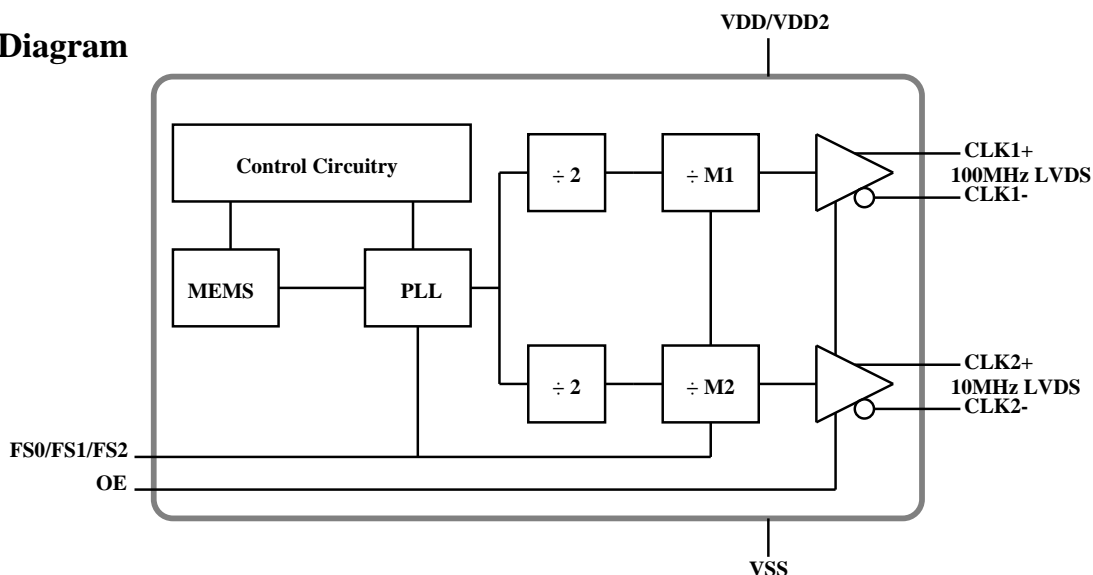 VDD/VDD2
Diagram
Control Circuitry
÷ 2
÷ M1
CLK1+
100MHz LVDS
CLK1-
MEMS
PLL
÷ 2
÷ M2
CLK2+
10MHz LVDS
CLK2-
FS0/FS1/FS2
OE
VSS